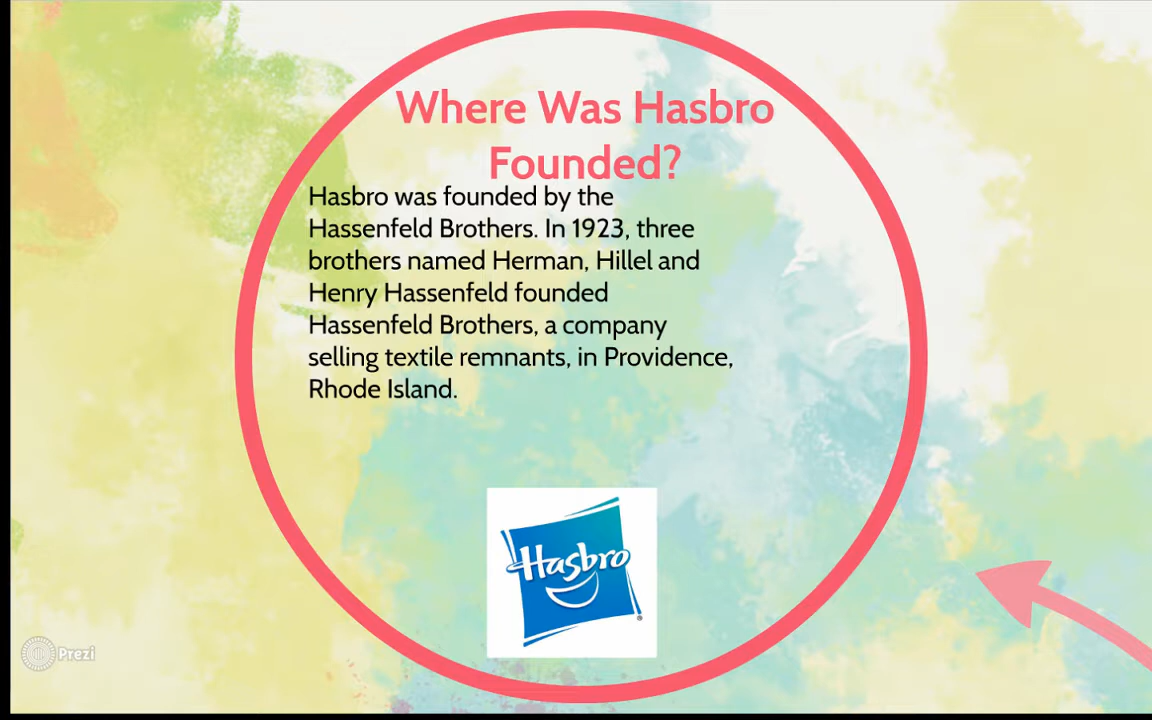 Where Was Hasbro
Founded?
Hasbro was founded by the
Hassenfeld Brothers. In 1923, three
brothers named Herman, Hillel and
Henry Hassenfeld founded
Hassenfeld Brothers, a company
selling textile remnants, in Providence,
Rhode Island.
Hasbro
®
Prezi